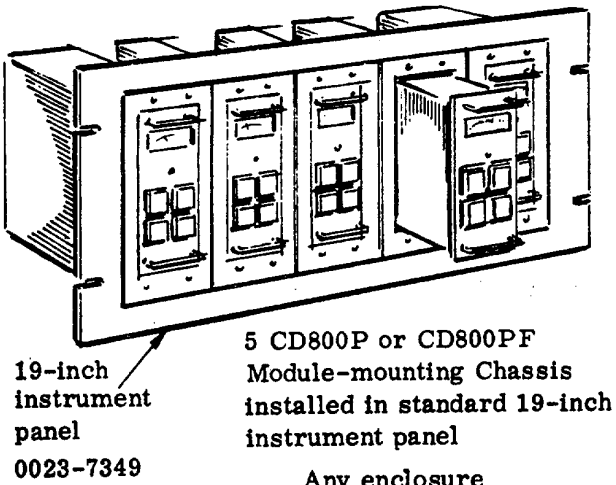 19-inch
instrument
panel
0023-7349
5 CD800P or CD800PF
Module-mounting Chassis
installed in standard 19-inch
instrument panel
Any enclosure